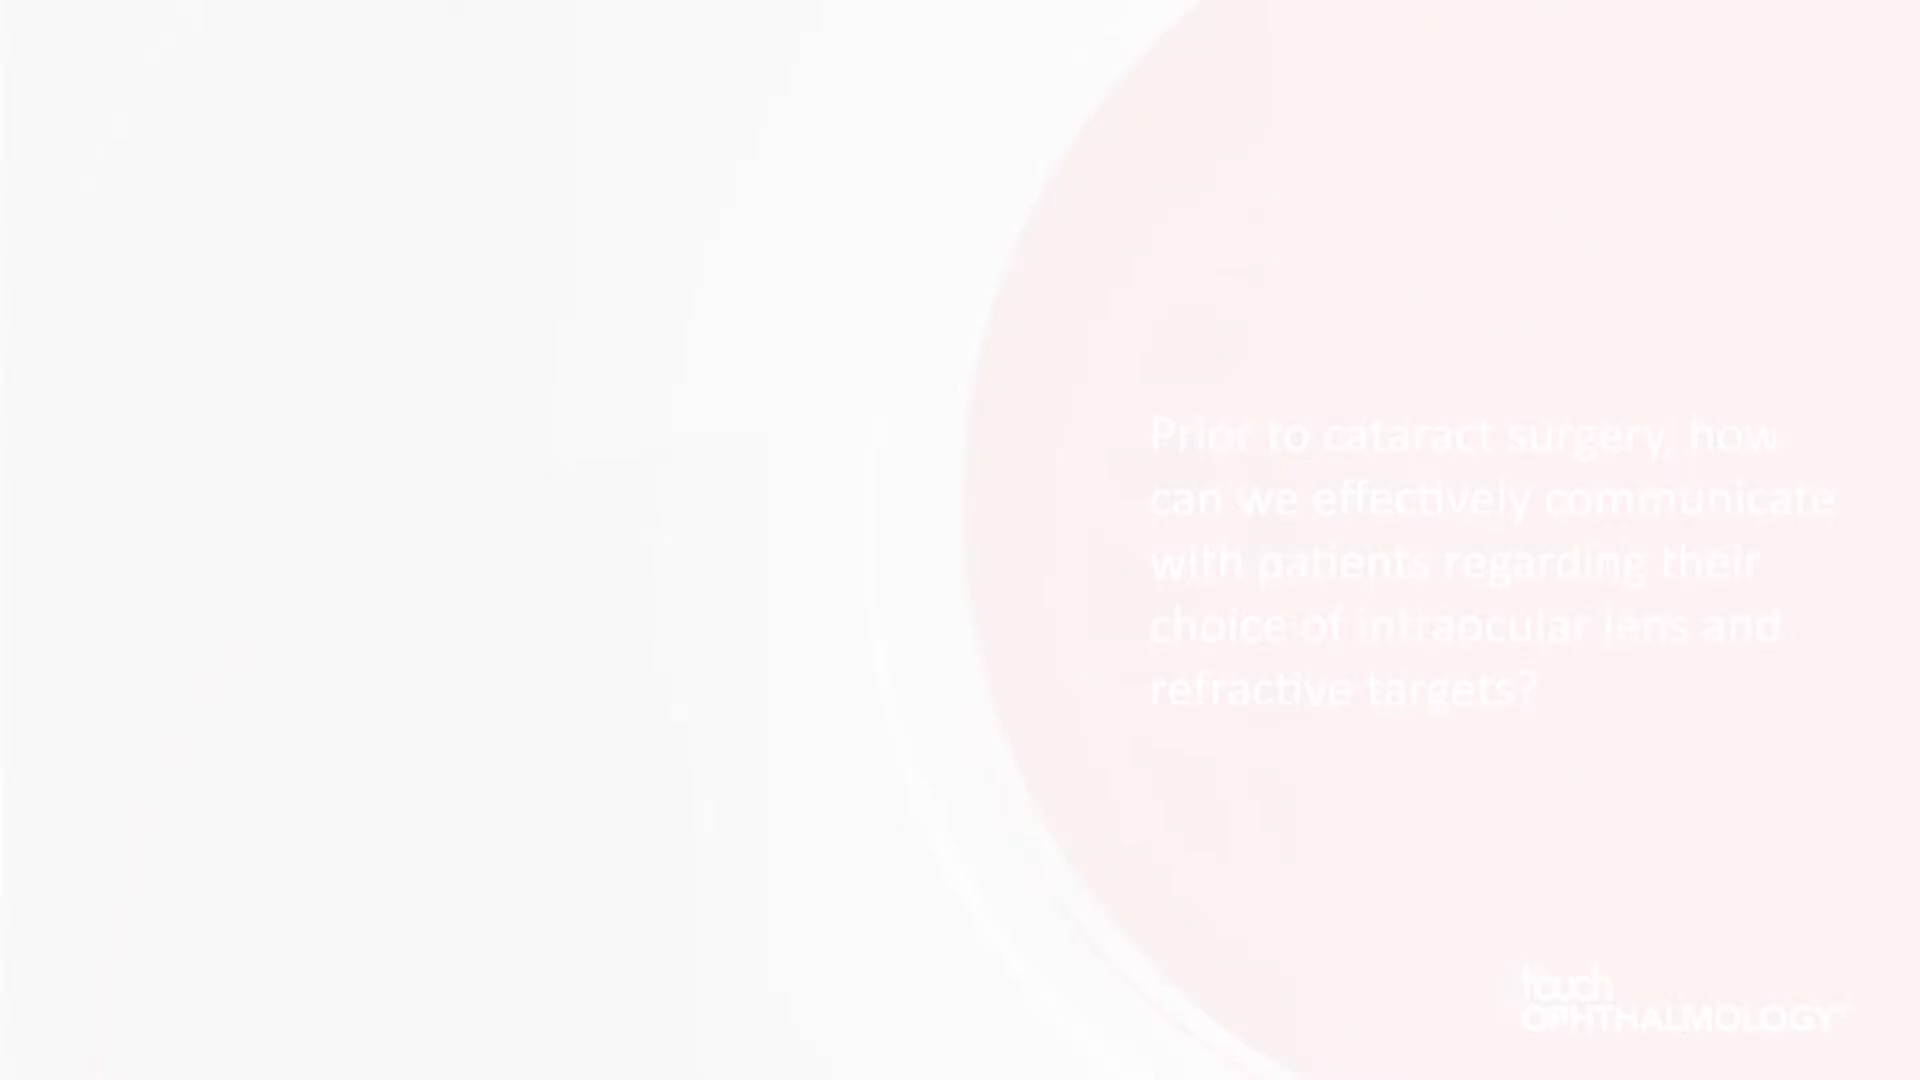 Prior to cataract surgery, how
can we effectively communicate
with patients regarding their
choice of intraocular lens and
refractive targets?
touch
OPHTHALMOLOGY®